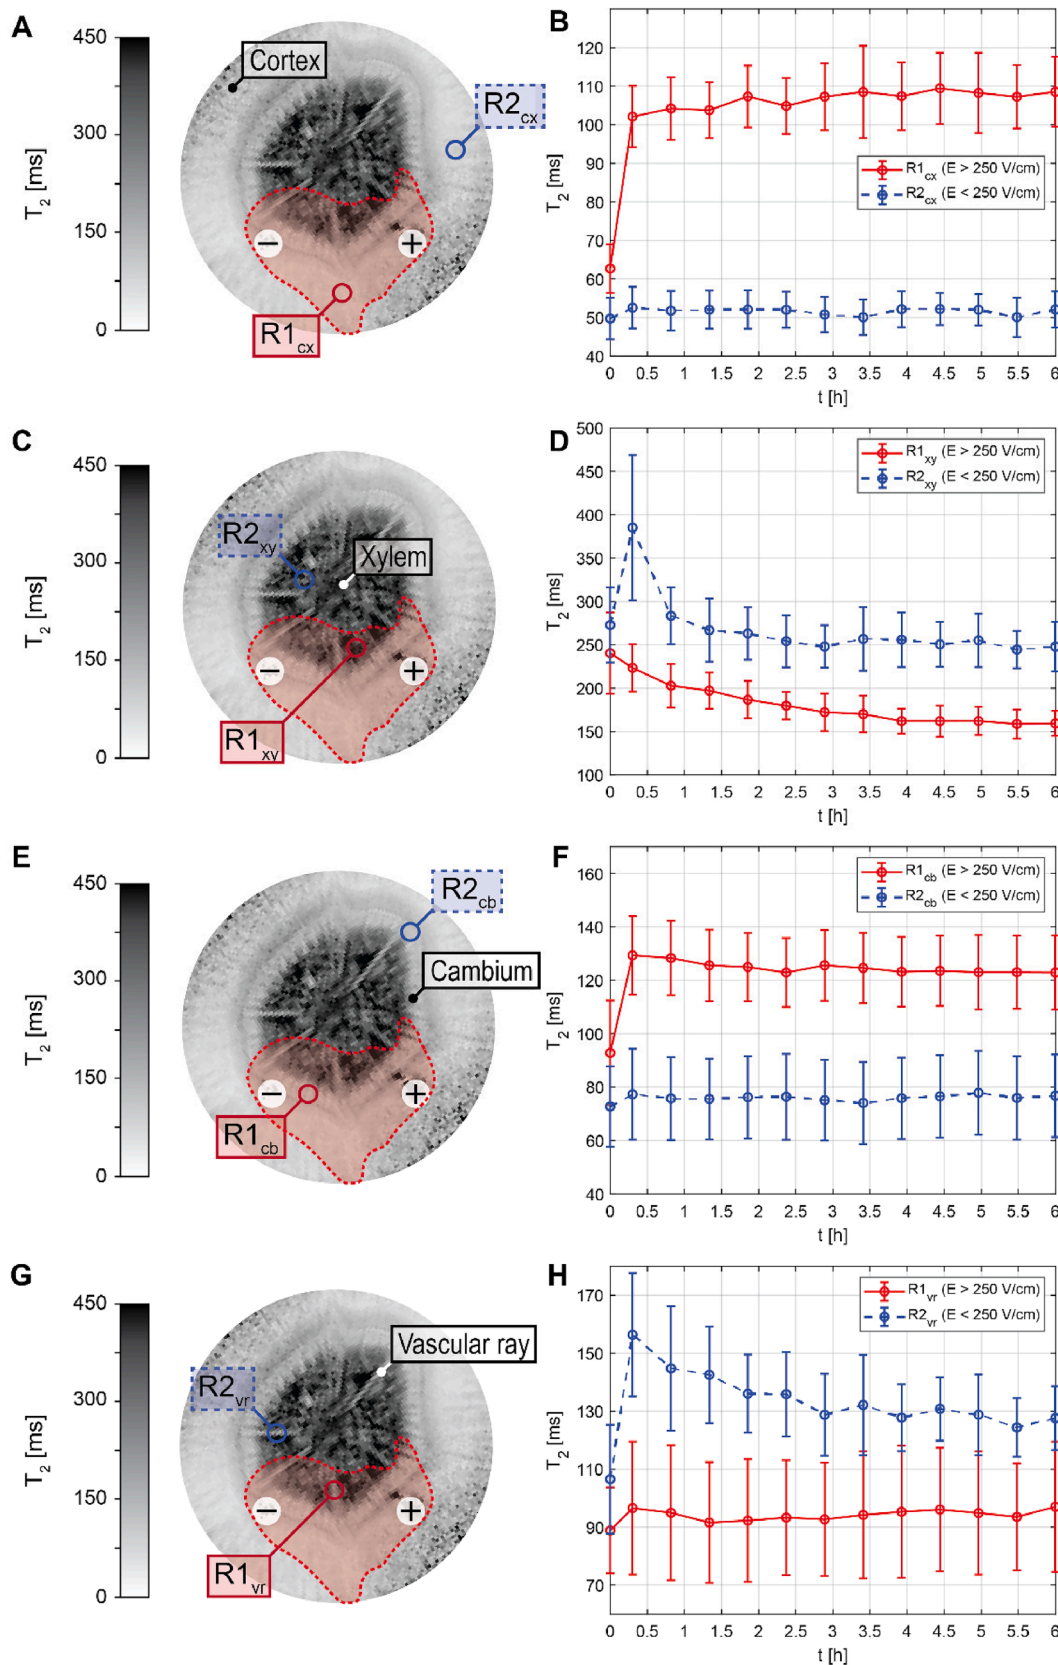 A
450
300
150
0
T2 [ms]
Cortex
R2cx
−
+
R1cx
B
120
110
100
90
80
70
60
50
40
T2 [ms]
R1cx (E > 250 V/cm)
R2cx (E < 250 V/cm)
0 0.5 1 1.5 2 2.5 3 3.5 4 4.5 5 5.5 6
t [h]
C
450
300
150
0
T2 [ms]
R2xy
Xylem
−
+
R1xy
D
500
450
400
350
300
250
200
150
100
T2 [ms]
R1xy (E > 250 V/cm)
R2xy (E < 250 V/cm)
0 0.5 1 1.5 2 2.5 3 3.5 4 4.5 5 5.5 6
t [h]
E
450
300
150
0
T2 [ms]
R2cb
Cambium
−
+
R1cb
F
160
140
120
100
80
60
40
T2 [ms]
R1cb (E > 250 V/cm)
R2cb (E < 250 V/cm)
0 0.5 1 1.5 2 2.5 3 3.5 4 4.5 5 5.5 6
t [h]
G
450
300
150
0
T2 [ms]
Vascular ray
R2vr
−
+
R1vr
H
170
150
130
110
90
70
T2 [ms]
R1vr (E > 250 V/cm)
R2vr (E < 250 V/cm)
0 0.5 1 1.5 2 2.5 3 3.5 4 4.5 5 5.5 6
t [h]